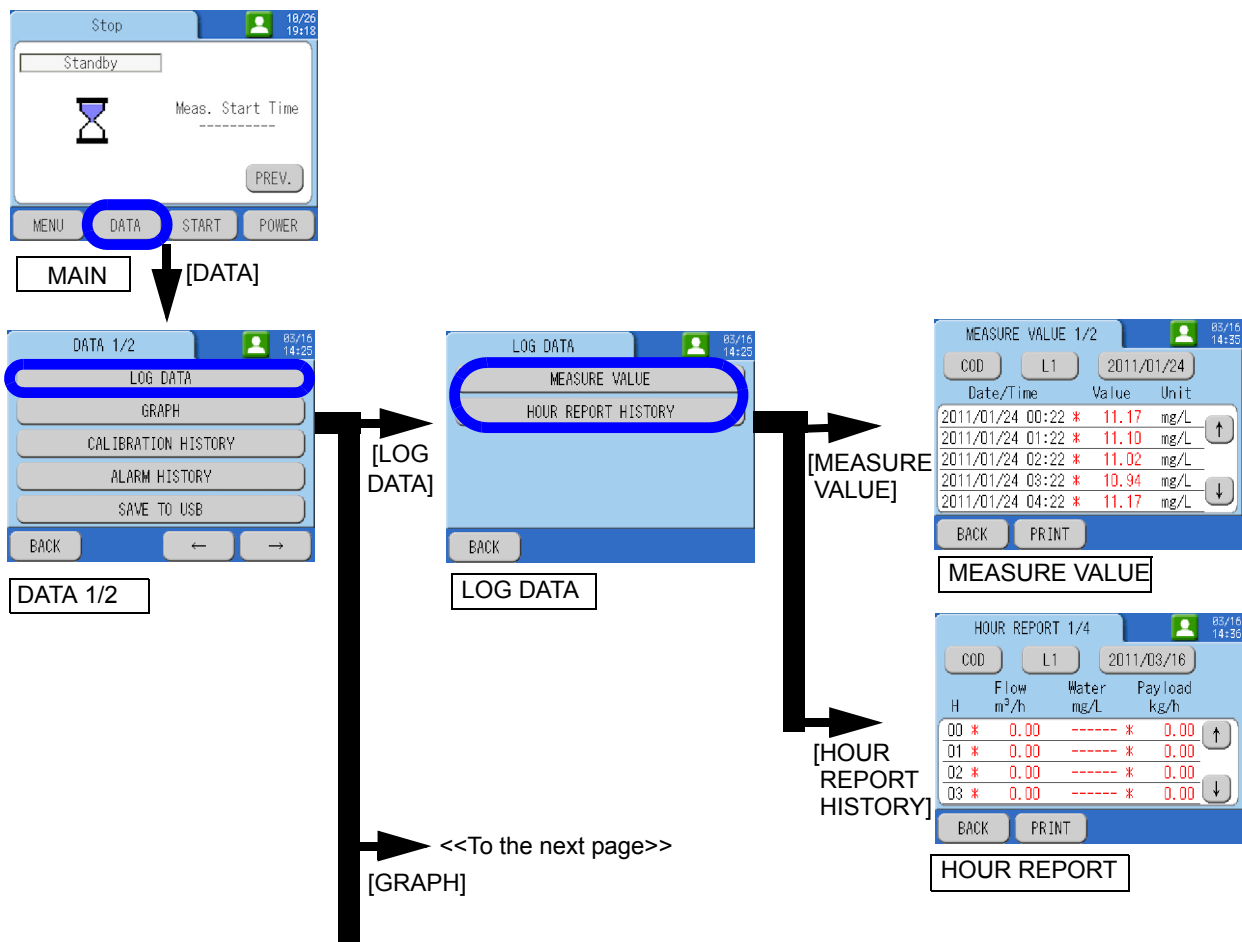 Stop
10/26
19:18
Standby
Meas. Start Time
----------
PREV.
MENU DATA START POWER
MAIN
[DATA]
DATA 1/2
03/16
14:25
LOG DATA
GRAPH
CALIBRATION HISTORY
ALARM HISTORY
SAVE TO USB
BACK ← →
DATA 1/2
[LOG
DATA]
LOG DATA
03/16
14:25
MEASURE VALUE
HOUR REPORT HISTORY
BACK
LOG DATA
[MEASURE
VALUE]
MEASURE VALUE 1/2
03/16
14:35
COD L1 2011/01/24
Date/Time Value Unit
2011/01/24 00:22 * 11.17 mg/L ↑
2011/01/24 01:22 * 11.10 mg/L
2011/01/24 02:22 * 11.02 mg/L
2011/01/24 03:22 * 10.94 mg/L
2011/01/24 04:22 * 11.17 mg/L ↓
BACK PRINT
MEASURE VALUE
[HOUR
REPORT
HISTORY]
HOUR REPORT 1/4
03/16
14:36
COD L1 2011/03/16
Flow Water Payload
H m³/h mg/L kg/h
00 * 0.00 ------ * 0.00 ↑
01 * 0.00 ------ * 0.00
02 * 0.00 ------ * 0.00
03 * 0.00 ------ * 0.00 ↓
BACK PRINT
HOUR REPORT
<<To the next page>>
[GRAPH]